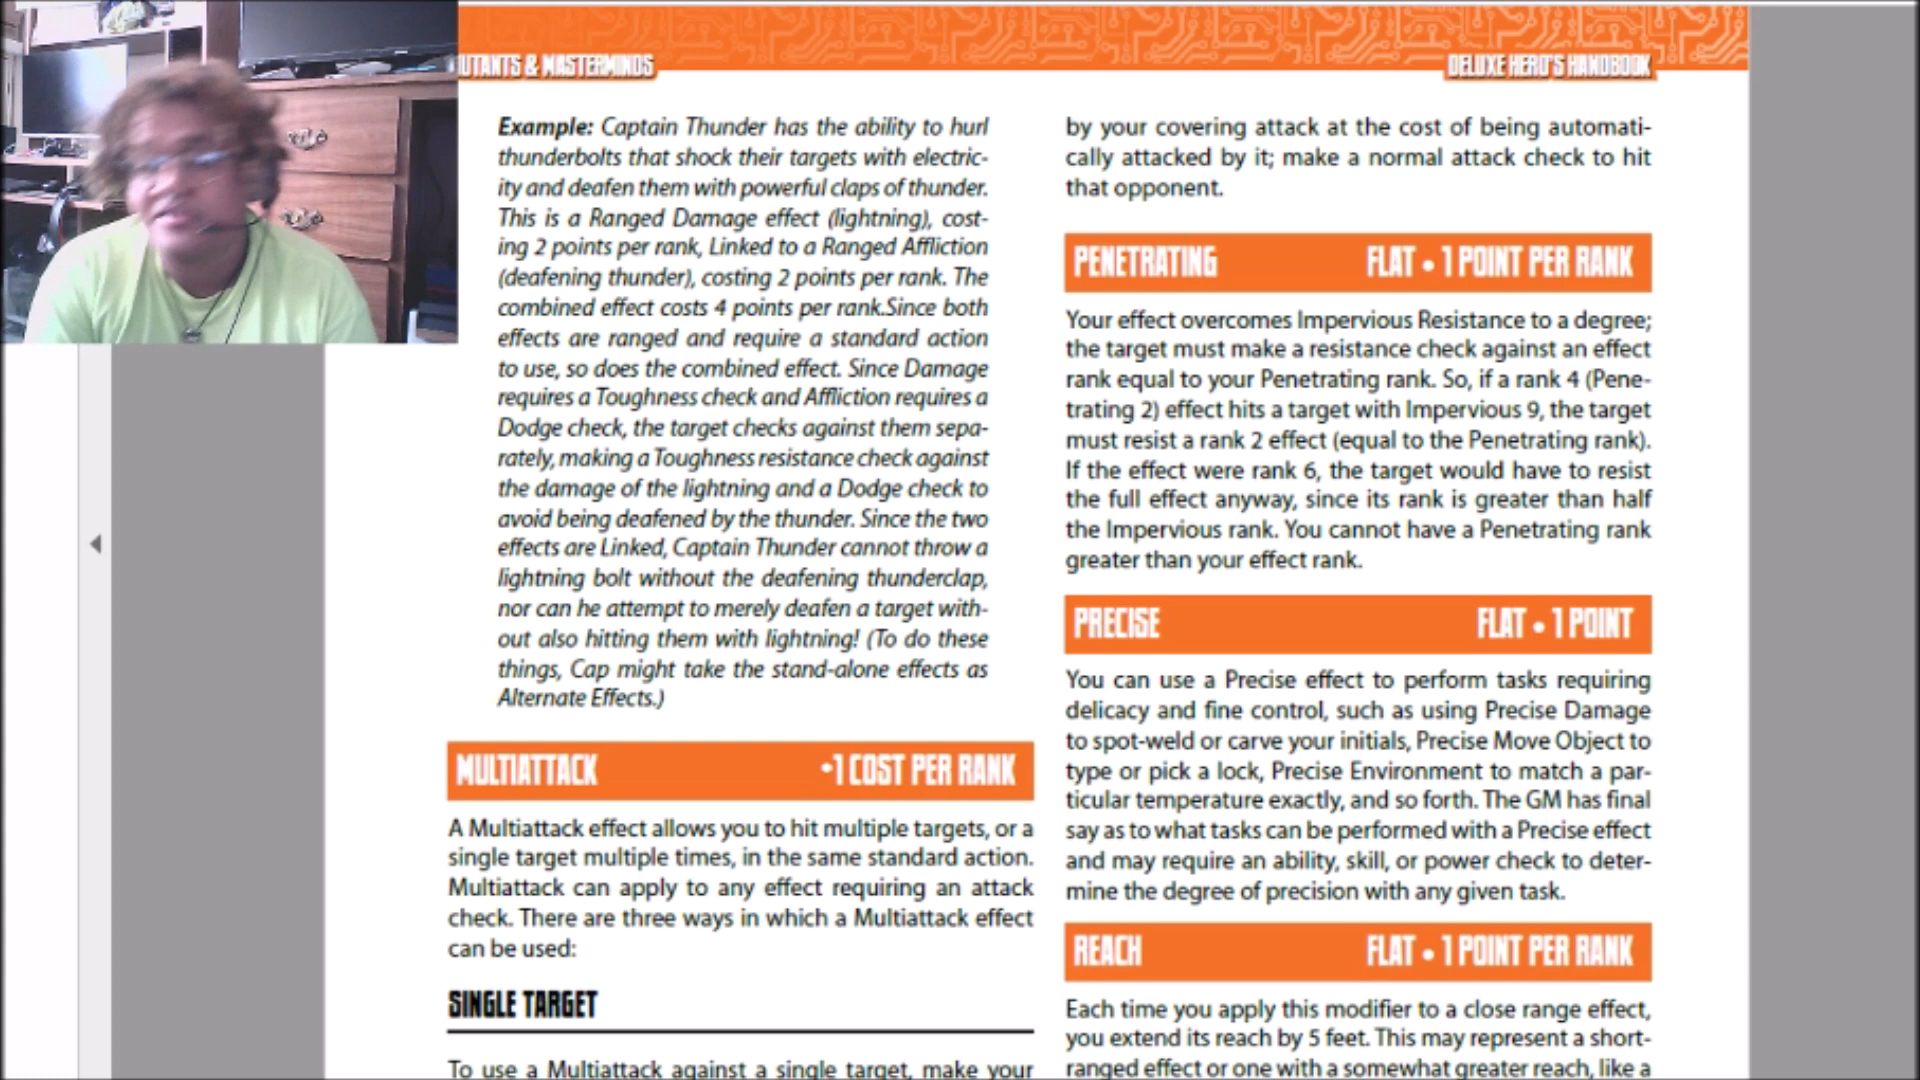 MUTANTS & MASTERMINDS
DELUXE HERO'S HANDBOOK
Example: Captain Thunder has the ability to hurl
thunderbolts that shock their targets with electric-
ity and deafen them with powerful claps of thunder.
This is a Ranged Damage effect (lightning), cost-
ing 2 points per rank, Linked to a Ranged Affliction
(deafening thunder), costing 2 points per rank. The
combined effect costs 4 points per rank.Since both
effects are ranged and require a standard action
to use, so does the combined effect. Since Damage
requires a Toughness check and Affliction requires a
Dodge check, the target checks against them sepa-
rately, making a Toughness resistance check against
the damage of the lightning and a Dodge check to
avoid being deafened by the thunder. Since the two
effects are Linked, Captain Thunder cannot throw a
lightning bolt without the deafening thunderclap,
nor can he attempt to merely deafen a target with-
out also hitting them with lightning! (To do these
things, Cap might take the stand-alone effects as
Alternate Effects.)
MULTIATTACK •1 COST PER RANK
A Multiattack effect allows you to hit multiple targets, or a
single target multiple times, in the same standard action.
Multiattack can apply to any effect requiring an attack
check. There are three ways in which a Multiattack effect
can be used:
SINGLE TARGET
To use a Multiattack against a single target, make your
by your covering attack at the cost of being automati-
cally attacked by it; make a normal attack check to hit
that opponent.
PENETRATING FLAT • 1 POINT PER RANK
Your effect overcomes Impervious Resistance to a degree;
the target must make a resistance check against an effect
rank equal to your Penetrating rank. So, if a rank 4 (Pene-
trating 2) effect hits a target with Impervious 9, the target
must resist a rank 2 effect (equal to the Penetrating rank).
If the effect were rank 6, the target would have to resist
the full effect anyway, since its rank is greater than half
the Impervious rank. You cannot have a Penetrating rank
greater than your effect rank.
PRECISE FLAT • 1 POINT
You can use a Precise effect to perform tasks requiring
delicacy and fine control, such as using Precise Damage
to spot-weld or carve your initials, Precise Move Object to
type or pick a lock, Precise Environment to match a par-
ticular temperature exactly, and so forth. The GM has final
say as to what tasks can be performed with a Precise effect
and may require an ability, skill, or power check to deter-
mine the degree of precision with any given task.
REACH FLAT • 1 POINT PER RANK
Each time you apply this modifier to a close range effect,
you extend its reach by 5 feet. This may represent a short-
ranged effect or one with a somewhat greater reach, like a